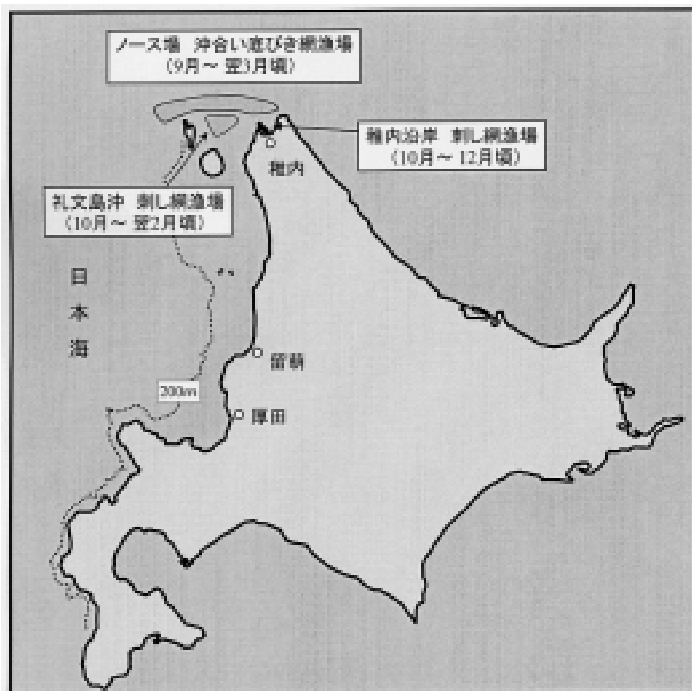 ノース場 沖合い底びき網漁場
(9月~翌3月頃)
稚内沿岸 刺し網漁場
(10月~12月頃)
稚内
礼文島沖 刺し網漁場
(10月~翌2月頃)
日本海
留萌
200m
厚田